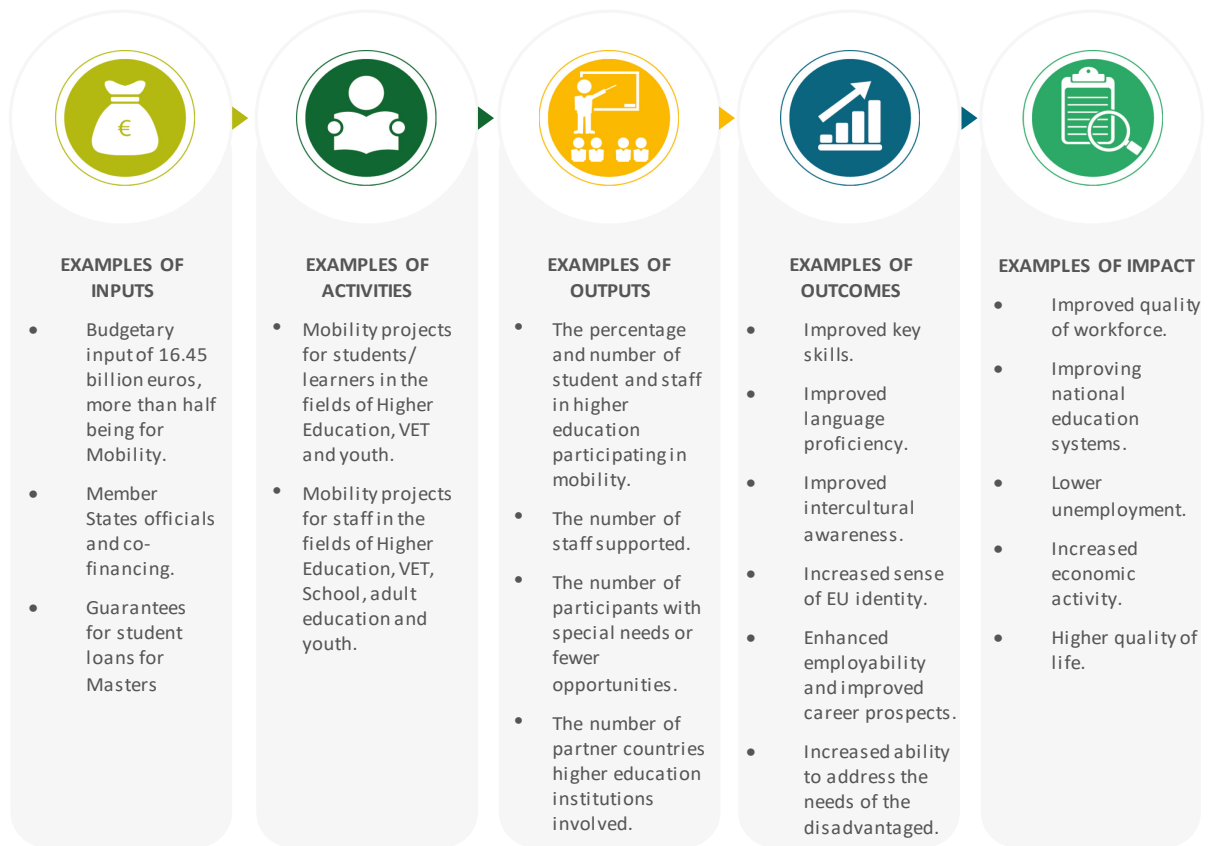 €
EXAMPLES OF
INPUTS
• Budgetary
input of 16.45
billion euros,
more than half
being for
Mobility.
• Member
States officials
and co-
financing.
• Guarantees
for student
loans for
Masters
EXAMPLES OF
ACTIVITIES
• Mobility projects
for students/
learners in the
fields of Higher
Education, VET
and youth.
• Mobility projects
for staff in the
fields of Higher
Education, VET,
School, adult
education and
youth.
EXAMPLES OF
OUTPUTS
• The percentage
and number of
student and staff
in higher
education
participating in
mobility.
• The number of
staff supported.
• The number of
participants with
special needs or
fewer
opportunities.
• The number of
partner countries
higher education
institutions
involved.
EXAMPLES OF
OUTCOMES
• Improved key
skills.
• Improved
language
proficiency.
• Improved
intercultural
awareness.
• Increased sense
of EU identity.
• Enhanced
employability
and improved
career prospects.
• Increased ability
to address the
needs of the
disadvantaged.
EXAMPLES OF IMPACT
• Improved quality
of workforce.
• Improving
national
education
systems.
• Lower
unemployment.
• Increased
economic
activity.
• Higher quality of
life.